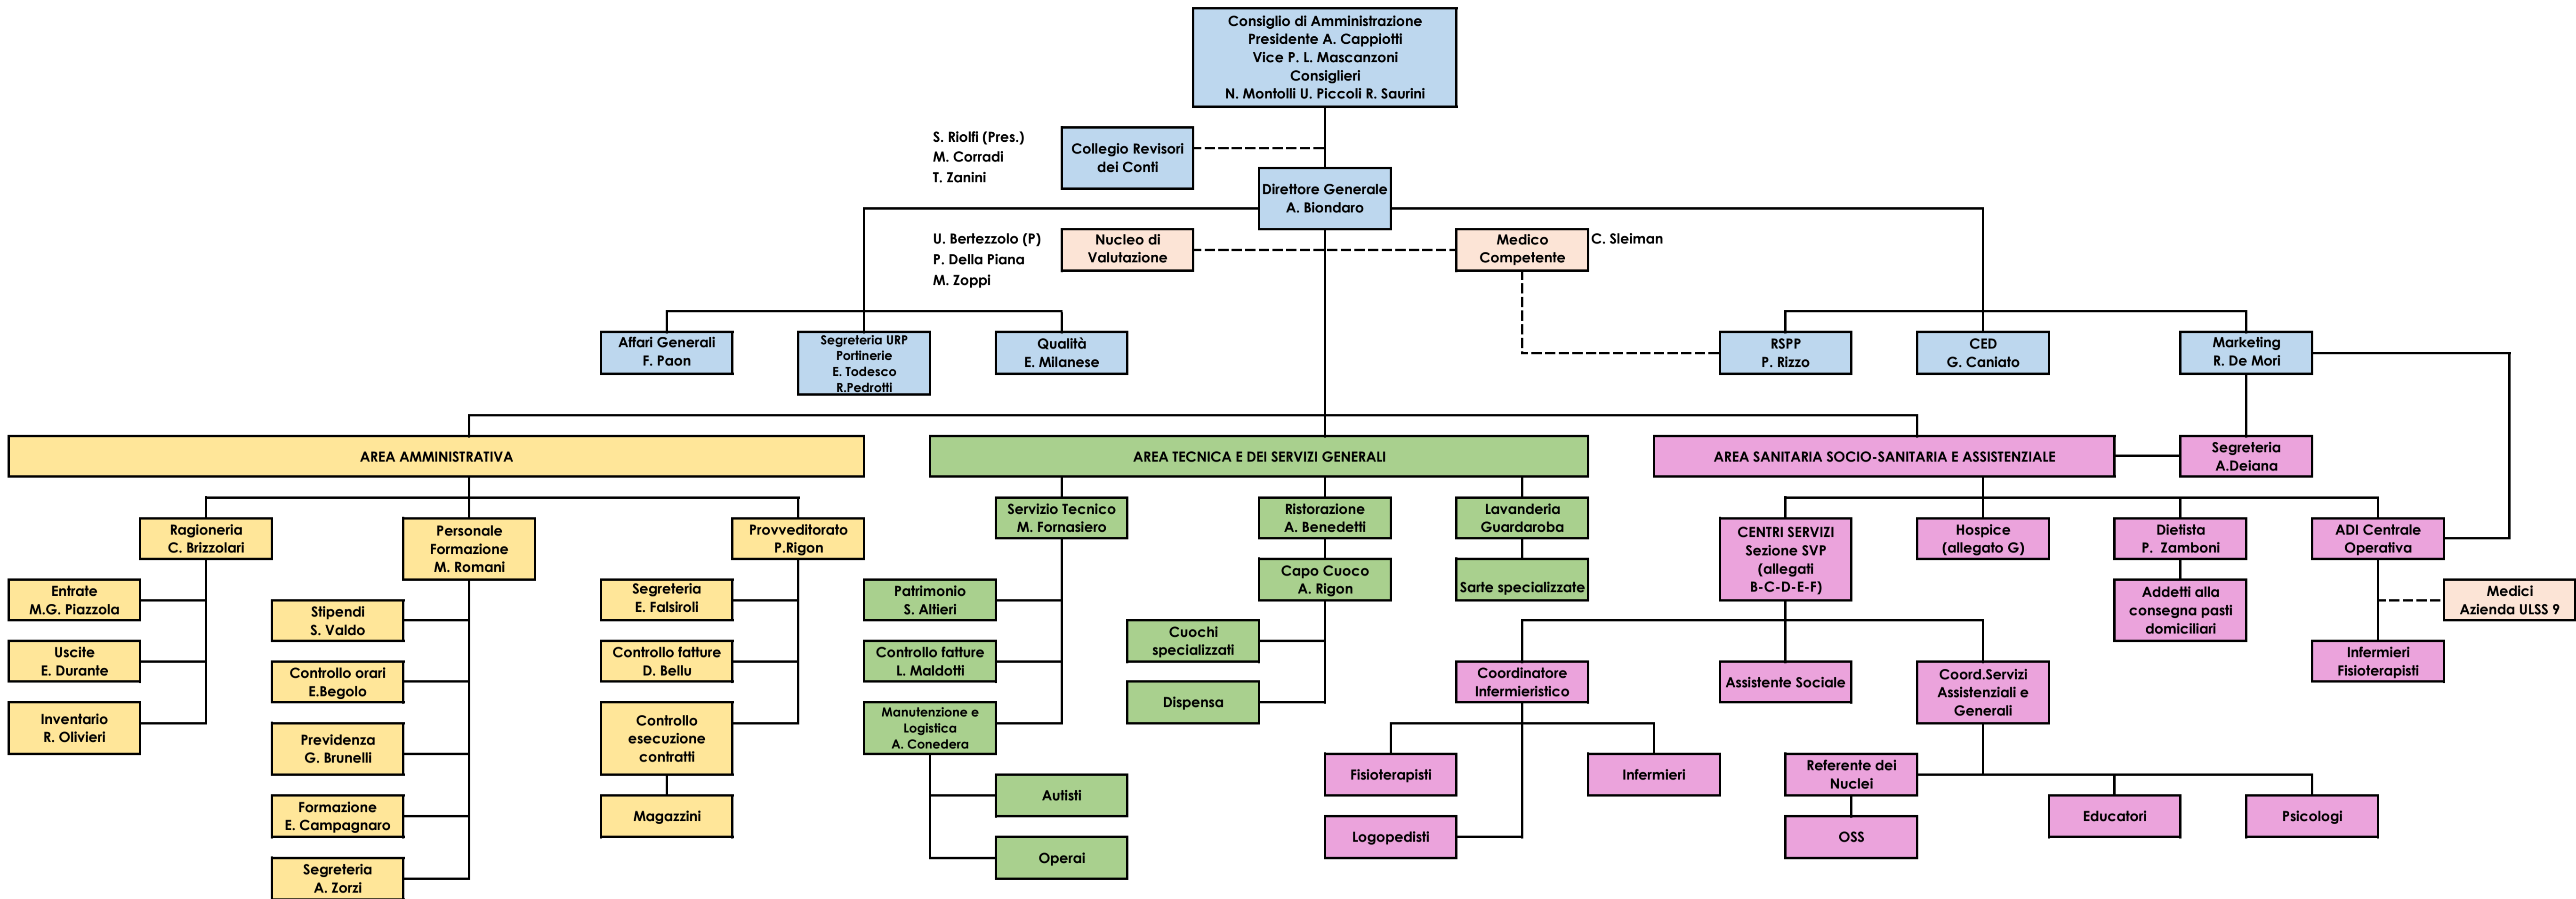 Consiglio di Amministrazione
Presidente A. Cappiotti
Vice P. L. Mascanzoni
Consiglieri
N. Montolli U. Piccoli R. Saurini
S. Riolfi (Pres.)
M. Corradi
T. Zanini
Collegio Revisori
dei Conti
Direttore Generale
A. Biondaro
U. Bertezzolo (P)
P. Della Piana
M. Zoppi
Nucleo di
Valutazione
Medico
Competente
C. Sleiman
Affari Generali
F. Paon
Segreteria URP
Portinerie
E. Todesco
R.Pedrotti
Qualità
E. Milanese
RSPP
P. Rizzo
CED
G. Caniato
Marketing
R. De Mori
AREA AMMINISTRATIVA
AREA TECNICA E DEI SERVIZI GENERALI
AREA SANITARIA SOCIO-SANITARIA E ASSISTENZIALE
Segreteria
A.Deiana
Ragioneria
C. Brizzolari
Personale
Formazione
M. Romani
Provveditorato
P.Rigon
Servizio Tecnico
M. Fornasiero
Ristorazione
A. Benedetti
Lavanderia
Guardaroba
CENTRI SERVIZI
Sezione SVP
(allegati
B-C-D-E-F)
Hospice
(allegato G)
Dietista
P. Zamboni
ADI Centrale
Operativa
Entrate
M.G. Piazzola
Stipendi
S. Valdo
Segreteria
E. Falsiroli
Patrimonio
S. Altieri
Capo Cuoco
A. Rigon
Sarte specializzate
Addetti alla
consegna pasti
domiciliari
Medici
Azienda ULSS 9
Uscite
E. Durante
Controllo orari
E.Begolo
Controllo fatture
D. Bellu
Controllo fatture
L. Maldotti
Cuochi
specializzati
Coordinatore
Infermieristico
Assistente Sociale
Coord.Servizi
Assistenziali e
Generali
Infermieri
Fisioterapisti
Inventario
R. Olivieri
Previdenza
G. Brunelli
Controllo
esecuzione
contratti
Manutenzione e
Logistica
A. Conedera
Dispensa
Fisioterapisti
Infermieri
Referente dei
Nuclei
Formazione
E. Campagnaro
Magazzini
Autisti
Logopedisti
OSS
Educatori
Psicologi
Segreteria
A. Zorzi
Operai